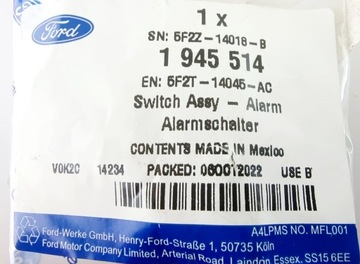 Ford
1 x
SN: 5F2Z-14018-B
1 945 514
EN: 5F2T-14045-AC
Switch Assy - Alarm
Alarmschalter
CONTENTS MADE IN Mexico
V0K2C 14234 PACKED: 06OCT2022 USE B
A4LPMS NO. MFL001
Ford-Werke GmbH, Henry-Ford-Straße 1, 50735 Köln
Ford Motor Company Limited, Arterial Road, Laindon Essex. SS15 6EE